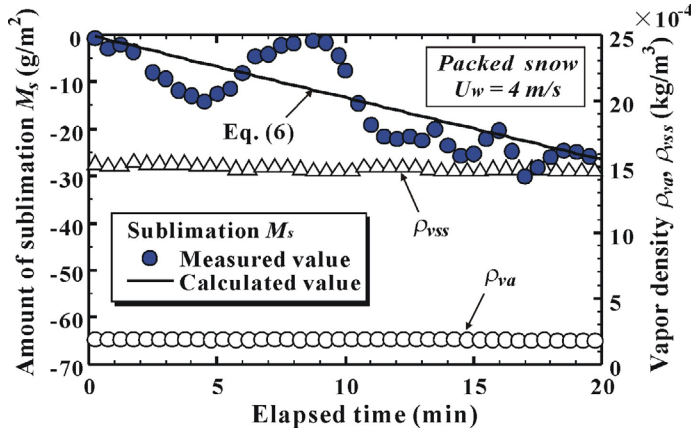 ×10⁻⁴
0
-10
-20
-30
-40
-50
-60
-70
Amount of sublimation Mₛ (g/m²)
25
20
15
10
5
0
Vapor density ρᵥₐ, ρᵥₛₛ (kg/m³)
Packed snow
U_w = 4 m/s
Eq. (6)
ρᵥₛₛ
Sublimation Mₛ
Measured value
Calculated value
ρᵥₐ
0 5 10 15 20
Elapsed time (min)